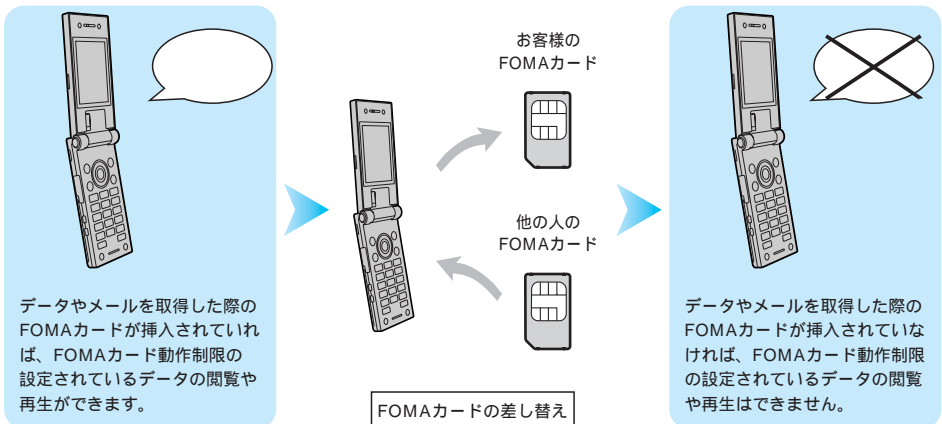 データやメールを取得した際の
FOMAカードが挿入されていれ
ば、FOMAカード動作制限の
設定されているデータの閲覧や
再生ができます。
お客様の
FOMAカード
他の人の
FOMAカード
FOMAカードの差し替え
データやメールを取得した際の
FOMAカードが挿入されていな
ければ、FOMAカード動作制限
の設定されているデータの閲覧
や再生はできません。